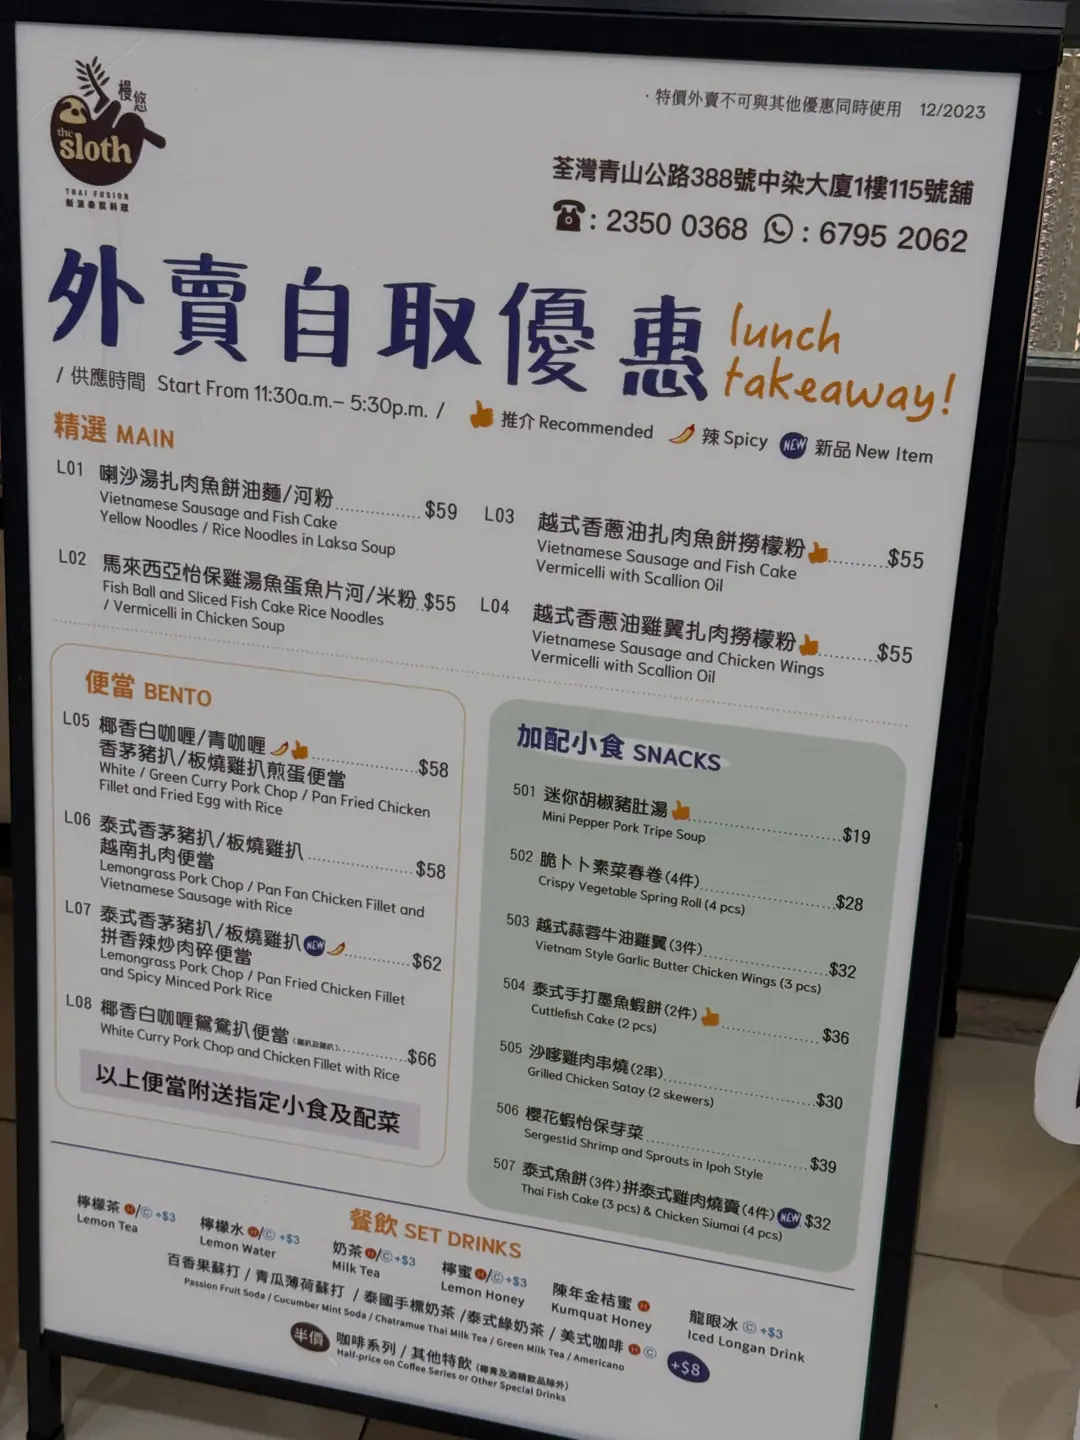 慢悠
the
sloth
THAI FUSION
新派泰館料理
· 特價外賣不可與其他優惠同時使用 12/2023
荃灣青山公路388號中染大廈1樓115號舖
: 2350 0368 : 6795 2062
外賣自取優惠 lunch takeaway!
/ 供應時間 Start From 11:30a.m.– 5:30p.m. / 推介 Recommended 辣 Spicy NEW 新品 New Item
精選 MAIN
L01 喇沙湯扎肉魚餅油麵/河粉 $59
Vietnamese Sausage and Fish Cake
Yellow Noodles / Rice Noodles in Laksa Soup
L02 馬來西亞怡保雞湯魚蛋魚片河/米粉 $55
Fish Ball and Sliced Fish Cake Rice Noodles
/ Vermicelli in Chicken Soup
L03 越式香蔥油扎肉魚餅撈檬粉 $55
Vietnamese Sausage and Fish Cake
Vermicelli with Scallion Oil
L04 越式香蔥油雞翼扎肉撈檬粉 $55
Vietnamese Sausage and Chicken Wings
Vermicelli with Scallion Oil
便當 BENTO
L05 椰香白咖喱/青咖喱
香茅豬扒/板燒雞扒煎蛋便當 $58
White / Green Curry Pork Chop / Pan Fried Chicken
Fillet and Fried Egg with Rice
L06 泰式香茅豬扒/板燒雞扒
越南扎肉便當 $58
Lemongrass Pork Chop / Pan Fan Chicken Fillet and
Vietnamese Sausage with Rice
L07 泰式香茅豬扒/板燒雞扒 NEW
拼香辣炒肉碎便當 $62
Lemongrass Pork Chop / Pan Fried Chicken Fillet
and Spicy Minced Pork Rice
L08 椰香白咖喱鴛鴦扒便當 (雞扒及豬扒) $66
White Curry Pork Chop and Chicken Fillet with Rice
以上便當附送指定小食及配菜
加配小食 SNACKS
501 迷你胡椒豬肚湯 $19
Mini Pepper Pork Tripe Soup
502 脆卜卜素菜春卷(4件) $28
Crispy Vegetable Spring Roll (4 pcs)
503 越式蒜蓉牛油雞翼(3件) $32
Vietnam Style Garlic Butter Chicken Wings (3 pcs)
504 泰式手打墨魚蝦餅(2件) $36
Cuttlefish Cake (2 pcs)
505 沙嗲雞肉串燒(2串) $30
Grilled Chicken Satay (2 skewers)
506 櫻花蝦怡保芽菜 $39
Sergestid Shrimp and Sprouts in Ipoh Style
507 泰式魚餅(3件)拼泰式雞肉燒賣(4件) NEW $32
Thai Fish Cake (3 pcs) & Chicken Siumai (4 pcs)
餐飲 SET DRINKS
檸檬茶 H/C +$3
Lemon Tea
檸檬水 H/C +$3
Lemon Water
奶茶 H/C +$3
Milk Tea
檸蜜 H/C +$3
Lemon Honey
陳年金桔蜜 H
Kumquat Honey
龍眼冰 C +$3
Iced Longan Drink
百香果蘇打 / 青瓜薄荷蘇打 / 泰國手標奶茶 / 泰式綠奶茶 / 美式咖啡 H C +$8
Passion Fruit Soda / Cucumber Mint Soda / Chatramue Thai Milk Tea / Green Milk Tea / Americano
半價 咖啡系列 / 其他特飲 (椰青及酒精飲品除外)
Half-price on Coffee Series or Other Special Drinks